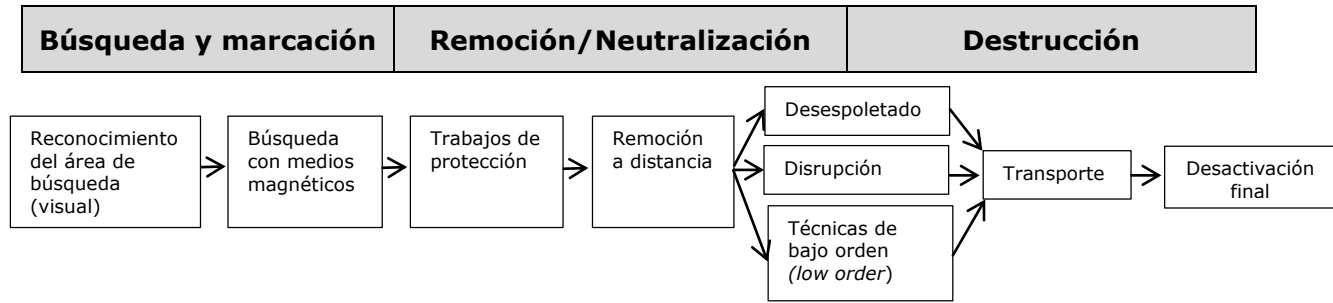 Búsqueda y marcación
Remoción/Neutralización
Destrucción
Reconocimiento
del área de
búsqueda
(visual)
Búsqueda
con medios
magnéticos
Trabajos de
protección
Remoción
a distancia
Desespoletado
Disrupción
Técnicas de
bajo orden
(low order)
Transporte
Desactivación
final